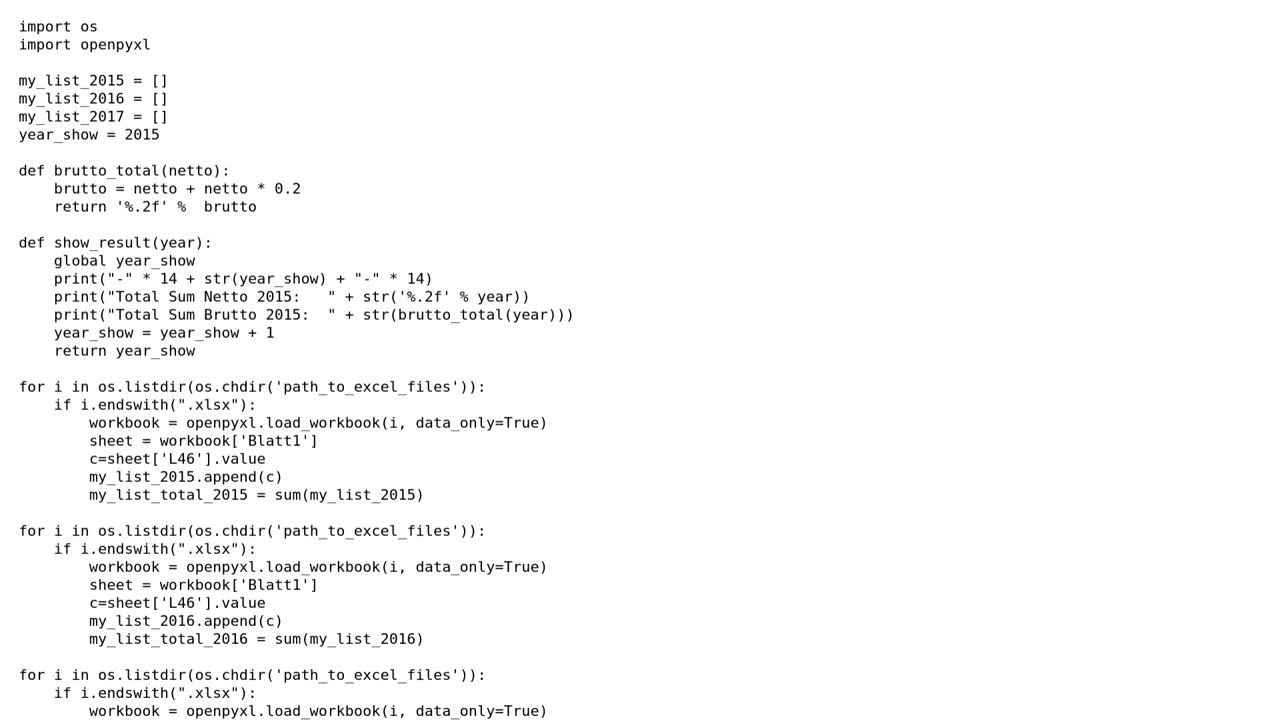 import os
import openpyxl

my_list_2015 = []
my_list_2016 = []
my_list_2017 = []
year_show = 2015

def brutto_total(netto):
    brutto = netto + netto * 0.2
    return '%.2f' %  brutto

def show_result(year):
    global year_show
    print("-" * 14 + str(year_show) + "-" * 14)
    print("Total Sum Netto 2015:   " + str('%.2f' % year))
    print("Total Sum Brutto 2015:  " + str(brutto_total(year)))
    year_show = year_show + 1
    return year_show

for i in os.listdir(os.chdir('path_to_excel_files')):
    if i.endswith(".xlsx"):
        workbook = openpyxl.load_workbook(i, data_only=True)
        sheet = workbook['Blatt1']
        c=sheet['L46'].value
        my_list_2015.append(c)
        my_list_total_2015 = sum(my_list_2015)

for i in os.listdir(os.chdir('path_to_excel_files')):
    if i.endswith(".xlsx"):
        workbook = openpyxl.load_workbook(i, data_only=True)
        sheet = workbook['Blatt1']
        c=sheet['L46'].value
        my_list_2016.append(c)
        my_list_total_2016 = sum(my_list_2016)

for i in os.listdir(os.chdir('path_to_excel_files')):
    if i.endswith(".xlsx"):
        workbook = openpyxl.load_workbook(i, data_only=True)